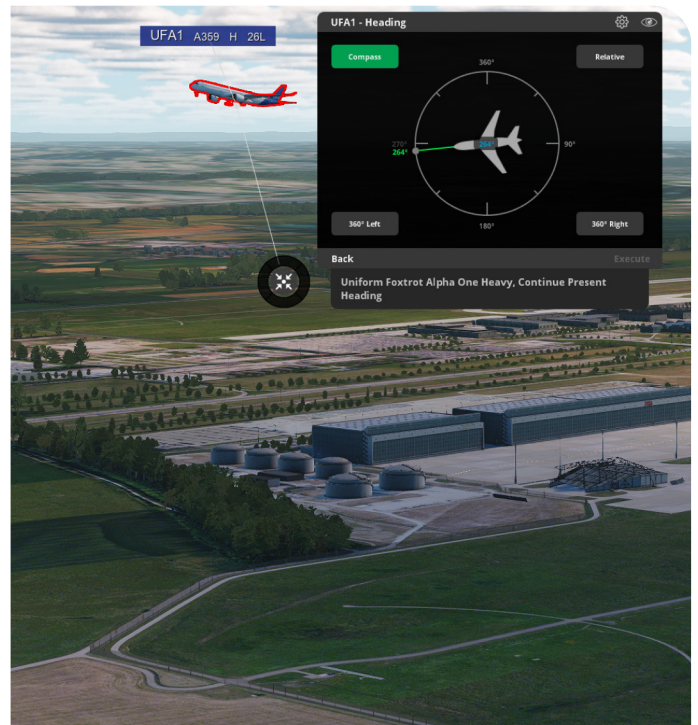 UFA1 A359 H 26L
UFA1 - Heading
Compass
Relative
360°
270°
264°
264°
90°
180°
360° Left
360° Right
Back
Execute
Uniform Foxtrot Alpha One Heavy, Continue Present
Heading